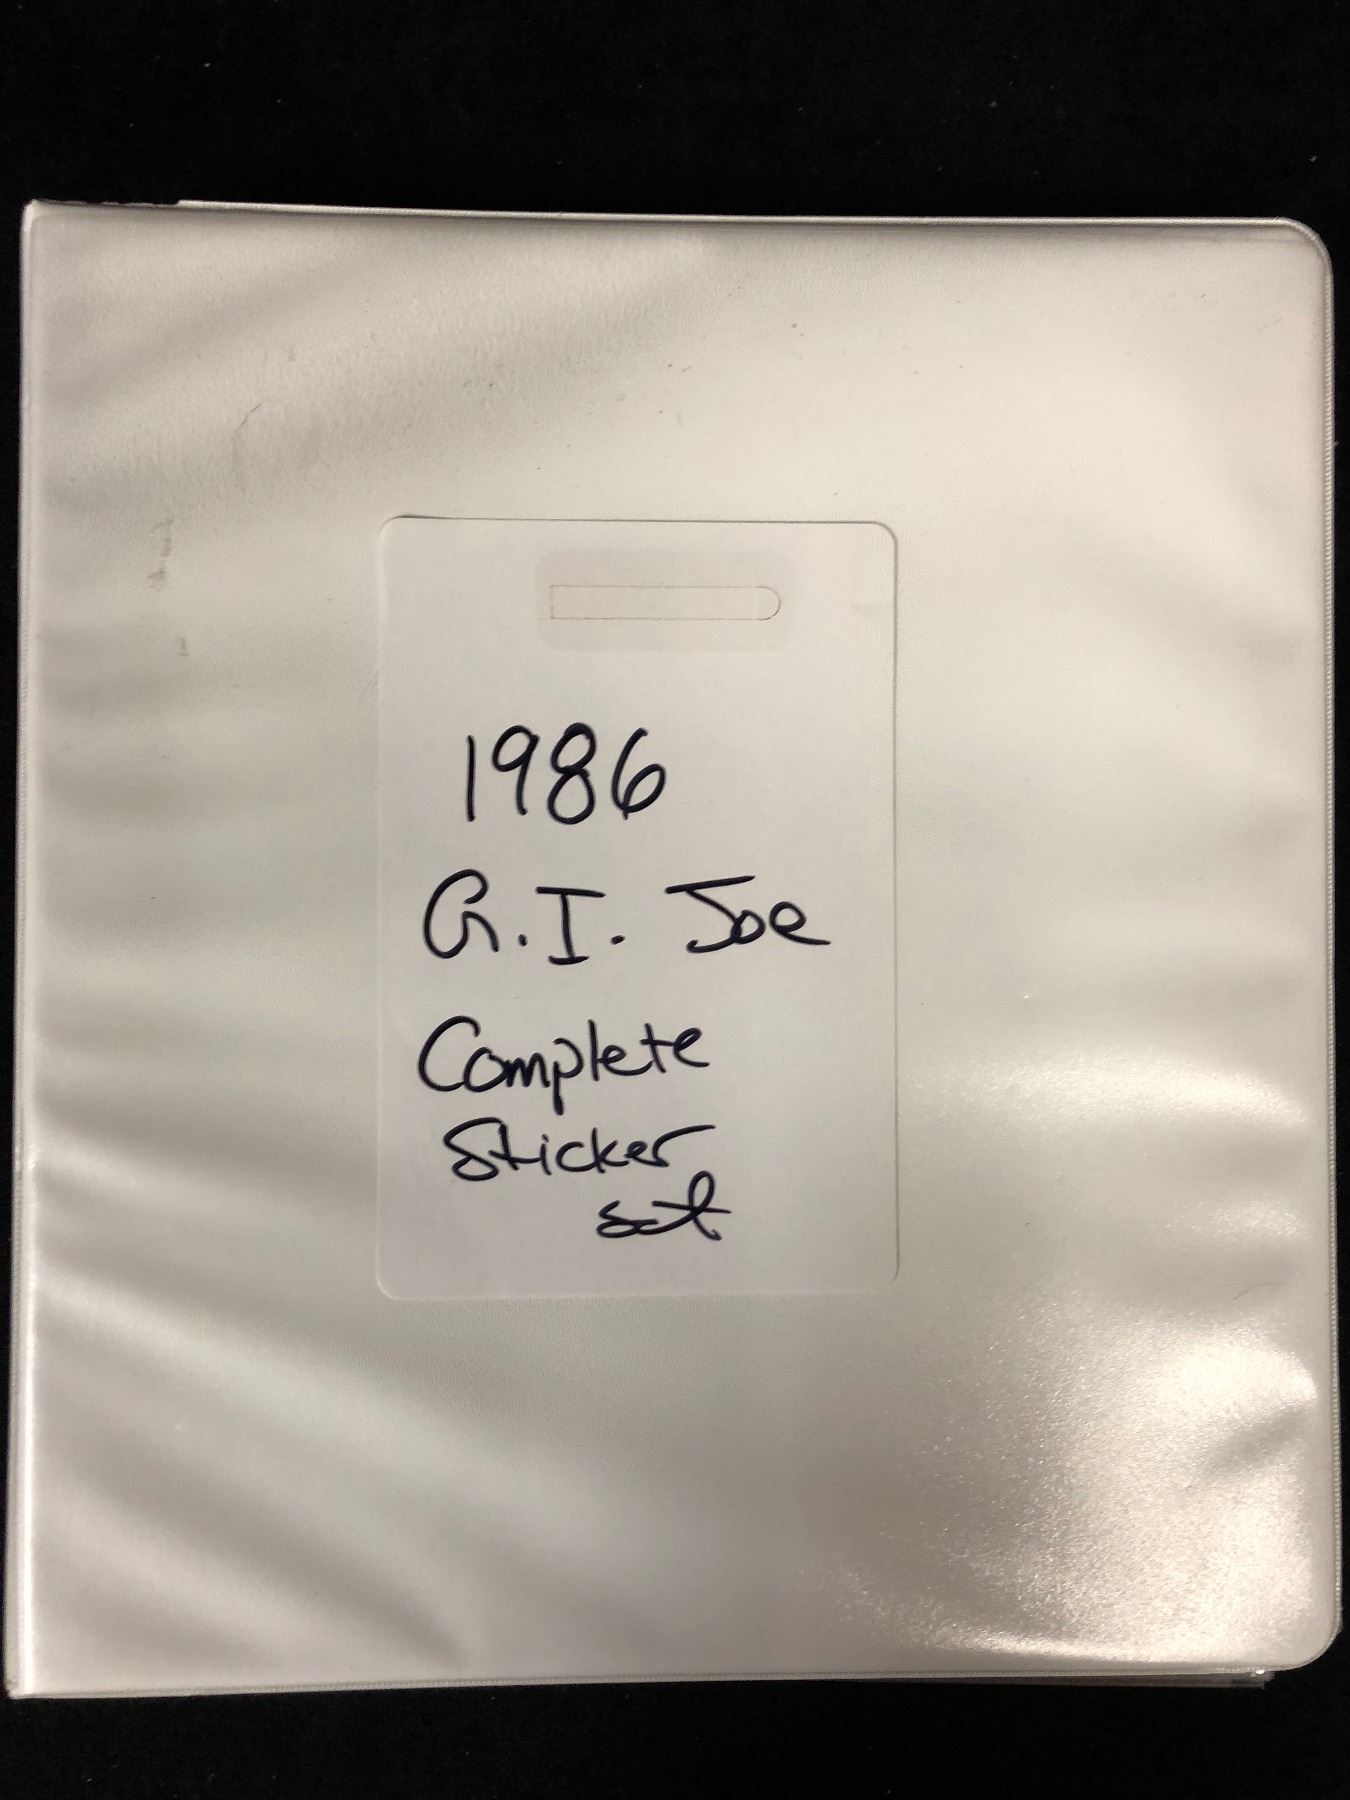 1986
G.I. Joe
Complete
Sticker
set